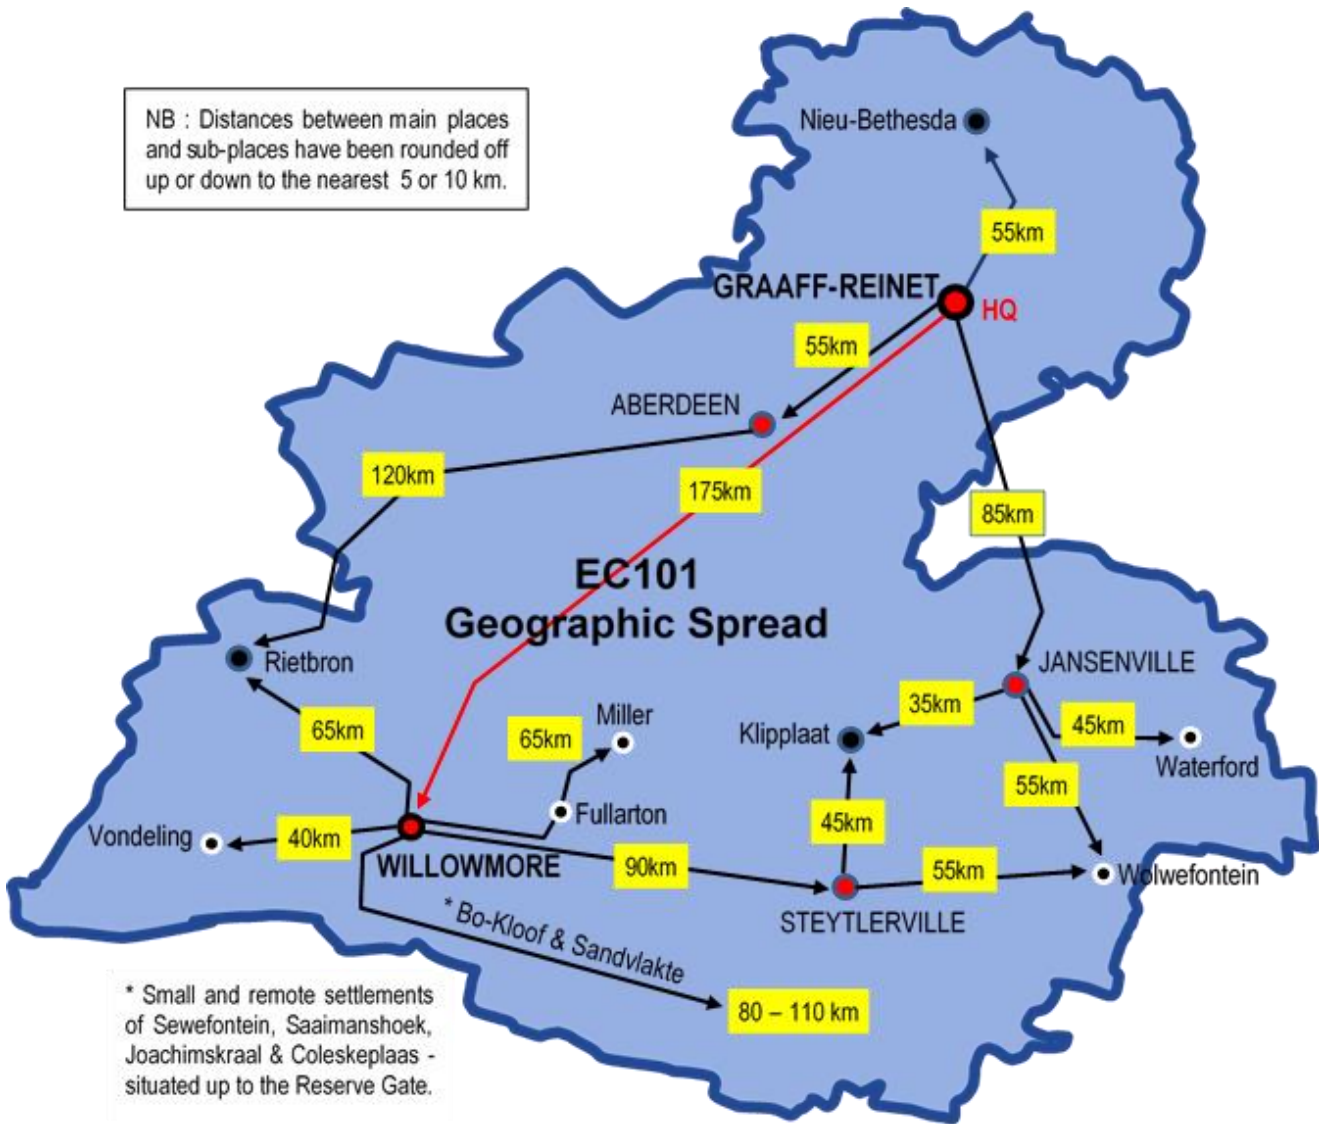 NB : Distances between main places
and sub-places have been rounded off
up or down to the nearest 5 or 10 km.
Nieu-Bethesda
55km
GRAAFF-REINET
HQ
55km
ABERDEEN
120km
175km
85km
EC101
Geographic Spread
Rietbron
JANSENVILLE
35km
65km
Miller
65km
Klipplaat
45km
Waterford
55km
Fullarton
45km
Vondeling
40km
WILLOWMORE
90km
55km
Wolwefontein
STEYTLERVILLE
* Bo-Kloof & Sandvlakte
80 – 110 km
* Small and remote settlements
of Sewefontein, Saaimanshoek,
Joachimskraal & Coleskeplaas -
situated up to the Reserve Gate.